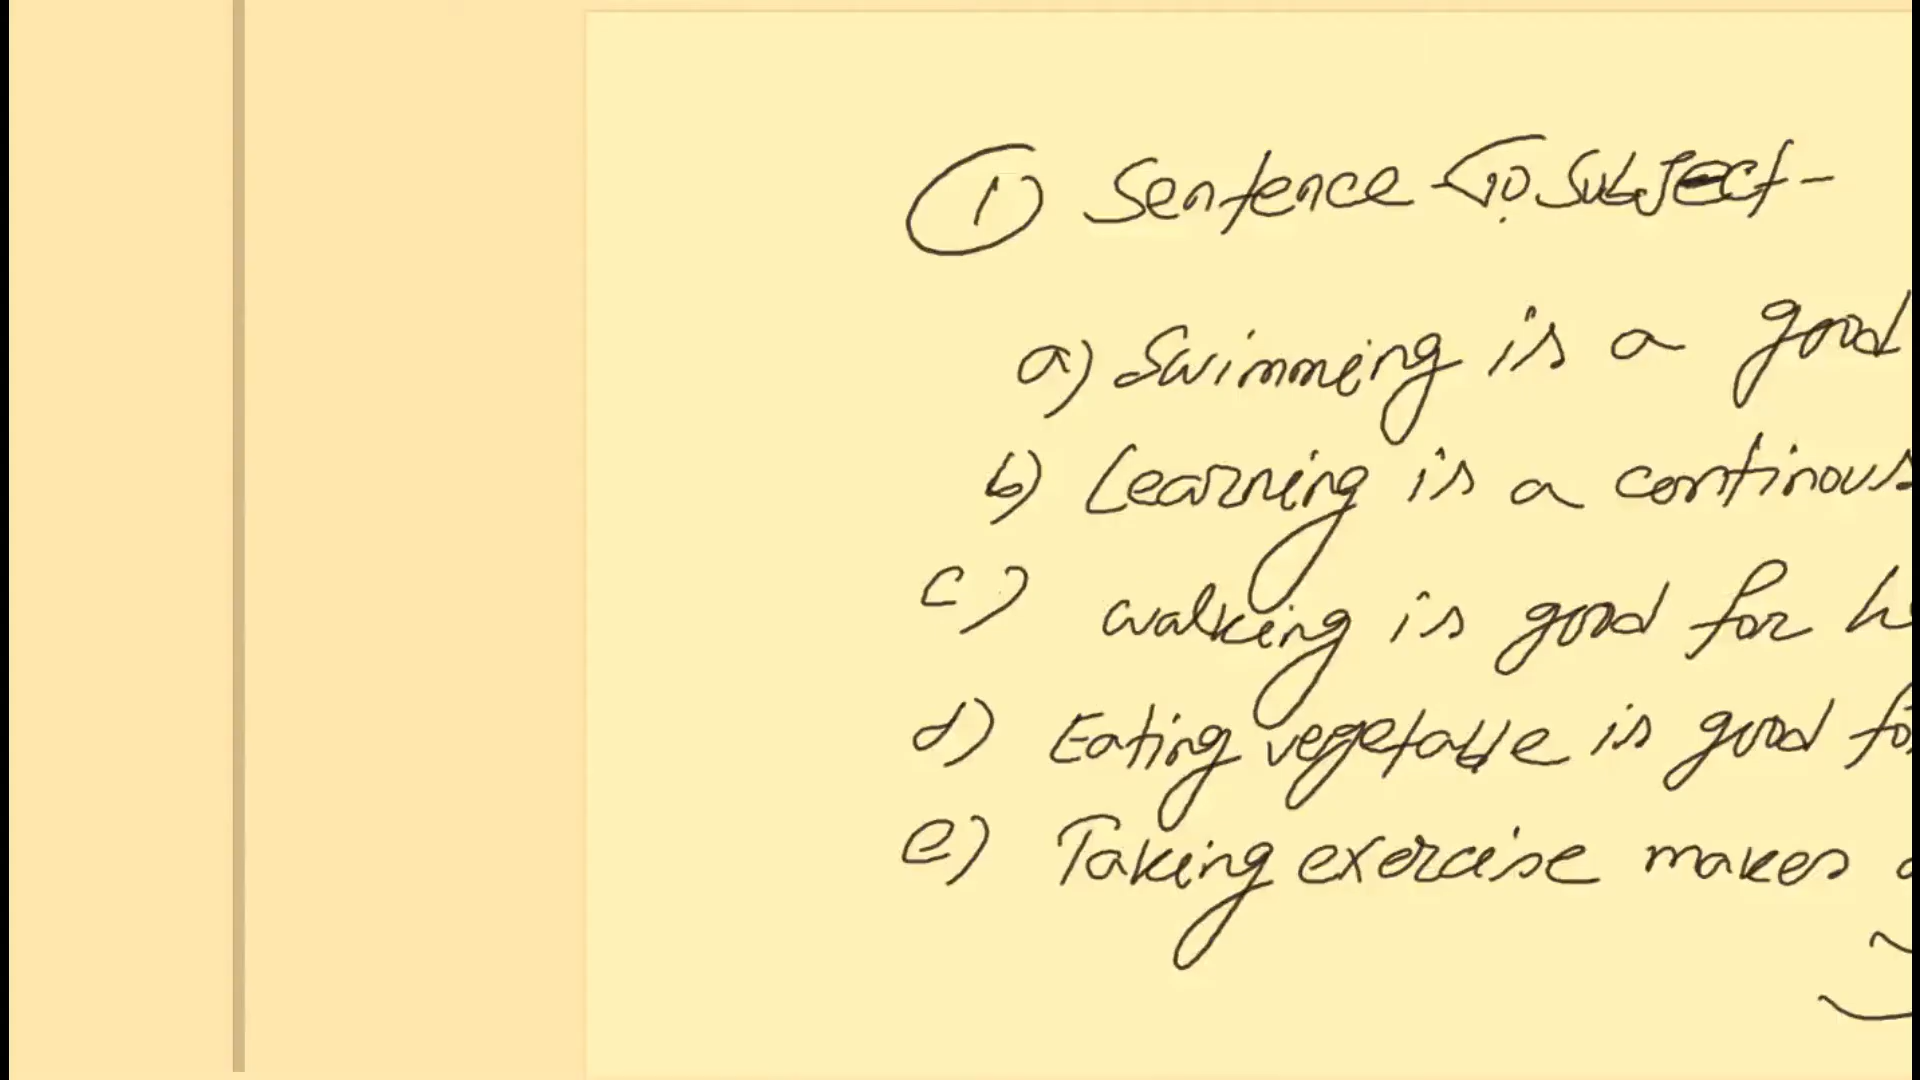 ① Sentence এর Subject-
a) Swimming is a good
b) Learning is a continous
c) walking is good for
d) Eating vegetable is good
e) Taking exercise makes